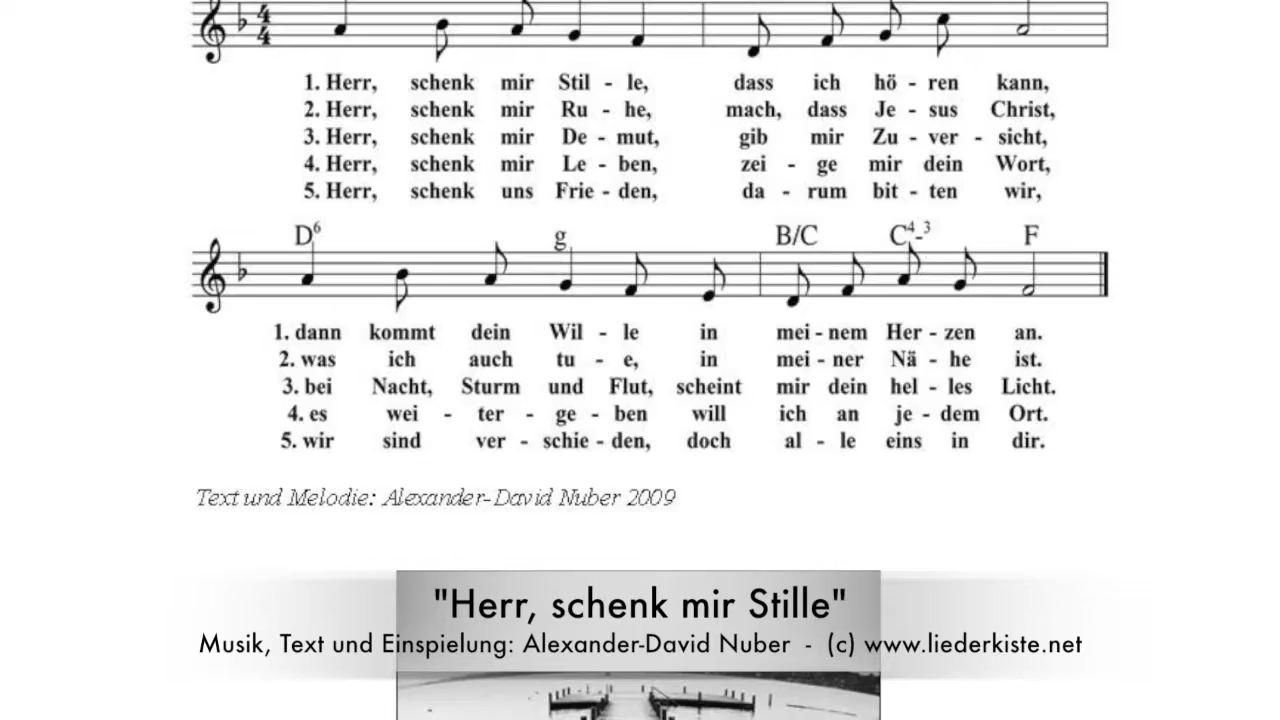 4
4
1. Herr, schenk mir Stil - le, dass ich hö - ren kann,
2. Herr, schenk mir Ru - he, mach, dass Je - sus Christ,
3. Herr, schenk mir De - mut, gib mir Zu - ver - sicht,
4. Herr, schenk mir Le - ben, zei - ge mir dein Wort,
5. Herr, schenk uns Frie - den, da - rum bit - ten wir,
D6 g B/C C4-3 F
1. dann kommt dein Wil - le in mei - nem Her - zen an.
2. was ich auch tu - e, in mei - ner Nä - he ist.
3. bei Nacht, Sturm und Flut, scheint mir dein hel - les Licht.
4. es wei - ter - ge - ben will ich an je - dem Ort.
5. wir sind ver - schie - den, doch al - le eins in dir.
Text und Melodie: Alexander-David Nuber 2009
"Herr, schenk mir Stille"
Musik, Text und Einspielung: Alexander-David Nuber - (c) www.liederkiste.net